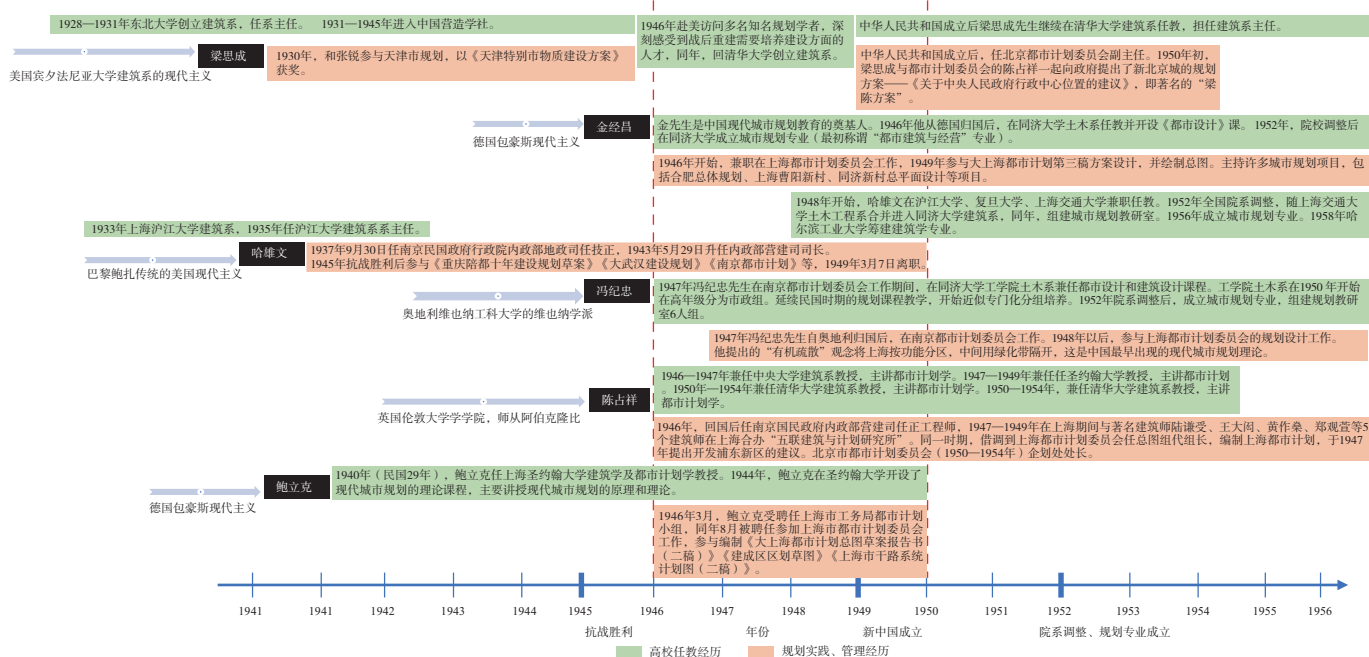 1928—1931年东北大学创立建筑系，任系主任。 1931—1945年进入中国营造学社。
梁思成
美国宾夕法尼亚大学建筑系的现代主义
1930年，和张锐参与天津市规划，以《天津特别市物质建设方案》
获奖。
1946年赴美访问多名知名规划学者，深
刻感受到战后重建需要培养建设方面的
人才，同年，回清华大学创立建筑系。
中华人民共和国成立后梁思成先生继续在清华大学建筑系任教，担任建筑系主任。
中华人民共和国成立后，任北京都市计划委员会副主任。1950年初，
梁思成与都市计划委员会的陈占祥一起向政府提出了新北京城的规划
方案——《关于中央人民政府行政中心位置的建议》，即著名的“梁
陈方案”。
金经昌
德国包豪斯现代主义
金先生是中国现代城市规划教育的奠基人。1946年他从德国归国后，在同济大学土木系任教并开设《都市设计》课。 1952年，院校调整后
在同济大学成立城市规划专业（最初称谓“都市建筑与经营”专业）。
1946年开始，兼职在上海都市计划委员会工作，1949年参与大上海都市计划第三稿方案设计，并绘制总图。主持许多城市规划项目，包
括合肥总体规划、上海曹阳新村、同济新村总平面设计等项目。
1948年开始，哈雄文在沪江大学、复旦大学、上海交通大学兼职任教。1952年全国院系调整，随上海交通大
学土木工程系合并进入同济大学建筑系，同年，组建城市规划教研室。1956年成立城市规划专业。1958年哈
尔滨工业大学筹建建筑学专业。
1933年上海沪江大学建筑系，1935年任沪江大学建筑系系主任。
哈雄文
巴黎鲍扎传统的美国现代主义
1937年9月30日任南京民国政府行政院内政部地政司任技正，1943年5月29日升任内政部营建司司长。
1945年抗战胜利后参与《重庆陪都十年建设规划草案》《大武汉建设规划》《南京都市计划》等，1949年3月7日离职。
冯纪忠
奥地利维也纳工科大学的维也纳学派
1947年冯纪忠先生在南京都市计划委员会工作期间，在同济大学工学院土木系兼任都市设计和建筑设计课程。工学院土木系在1950 年开始
在高年级分为市政组。延续民国时期的规划课程教学，开始近似专门化分组培养。1952年院系调整后，成立城市规划专业，组建规划教研
室6人组。
1947年冯纪忠先生自奥地利归国后，在南京都市计划委员会工作。1948年以后，参与上海都市计划委员会的规划设计工作。
他提出的“有机疏散”观念将上海按功能分区，中间用绿化带隔开，这是中国最早出现的现代城市规划理论。
1946—1947年兼任中央大学建筑系教授，主讲都市计划学。1947—1949年兼任任圣约翰大学教授，主讲都市计划
。1950年—1954年兼任清华大学建筑系教授，主讲都市计划学。1950—1954年，兼任清华大学建筑系教授，主讲
都市计划学。
陈占祥
英国伦敦大学学学院，师从阿伯克隆比
1946年，回国后任南京国民政府内政部营建司任正工程师，1947—1949年在上海期间与著名建筑师陆谦受、王大闳、黄作燊、郑观萱等5
个建筑师在上海合办“五联建筑与计划研究所”。同一时期，借调到上海都市计划委员会任总图组代组长，编制上海都市计划，于1947
年提出开发浦东新区的建议。北京市都市计划委员会（1950—1954年）企划处处长。
鲍立克
德国包豪斯现代主义
1940年（民国29年），鲍立克任上海圣约翰大学建筑学及都市计划学教授。1944年，鲍立克在圣约翰大学开设了
现代城市规划的理论课程，主要讲授现代城市规划的原理和理论。
1946年3月，鲍立克受聘任上海市工务局都市计划
小组，同年8月被聘任参加上海市都市计划委员会
工作，参与编制《大上海都市计划总图草案报告书
（二稿）》《建成区区划草图》《上海市干路系统
计划图（二稿）》。
1941 1941 1942 1943 1944 1945 1946 1947 1948 1949 1950 1951 1952 1953 1954 1955 1956
抗战胜利 年份 新中国成立 院系调整、规划专业成立
高校任教经历 规划实践、管理经历